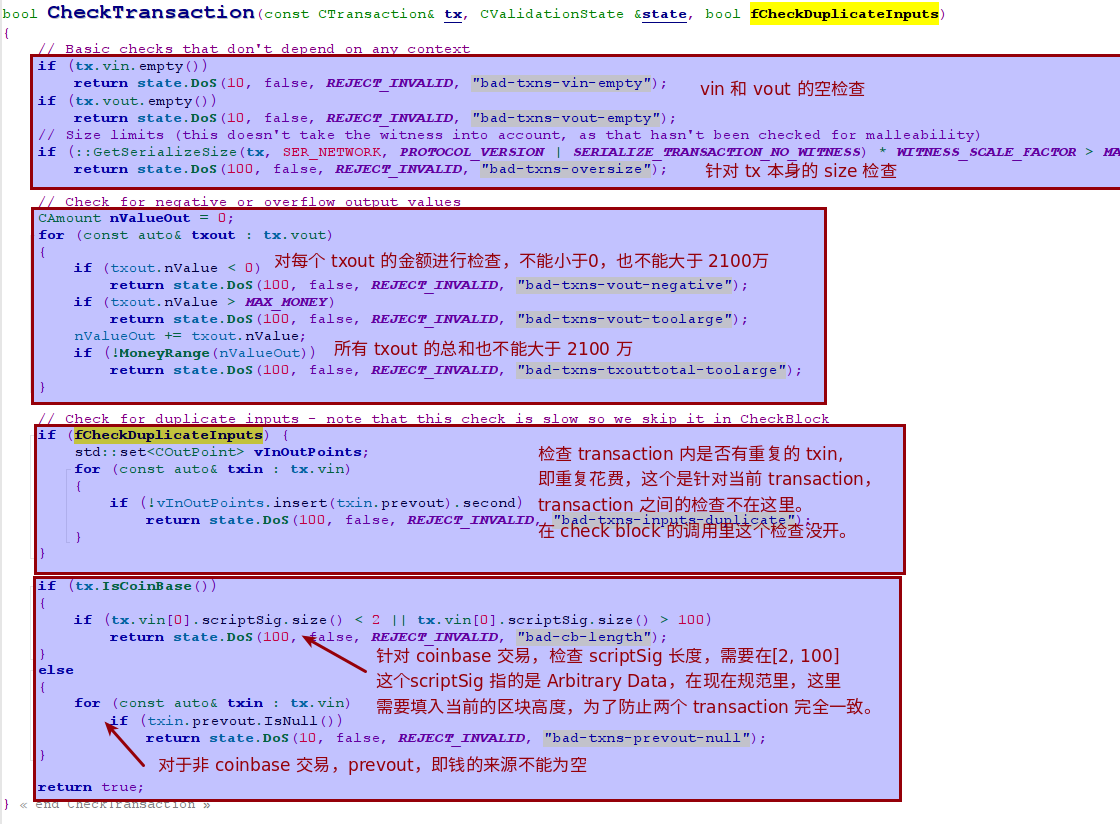 bool CheckTransaction(const CTransaction& tx, CValidationState &state, bool fCheckDuplicateInputs)
{
// Basic checks that don't depend on any context
if (tx.vin.empty())
return state.DoS(10, false, REJECT_INVALID, "bad-txns-vin-empty");
vin 和 vout 的空检查
if (tx.vout.empty())
return state.DoS(10, false, REJECT_INVALID, "bad-txns-vout-empty");
// Size limits (this doesn't take the witness into account, as that hasn't been checked for malleability)
if (::GetSerializeSize(tx, SER_NETWORK, PROTOCOL_VERSION | SERIALIZE_TRANSACTION_NO_WITNESS) * WITNESS_SCALE_FACTOR > MA
return state.DoS(100, false, REJECT_INVALID, "bad-txns-oversize");
针对 tx 本身的 size 检查
// Check for negative or overflow output values
CAmount nValueOut = 0;
for (const auto& txout : tx.vout)
{
if (txout.nValue < 0)
对每个 txout 的金额进行检查，不能小于0，也不能大于 2100万
return state.DoS(100, false, REJECT_INVALID, "bad-txns-vout-negative");
if (txout.nValue > MAX_MONEY)
return state.DoS(100, false, REJECT_INVALID, "bad-txns-vout-toolarge");
nValueOut += txout.nValue;
if (!MoneyRange(nValueOut))
所有 txout 的总和也不能大于 2100 万
return state.DoS(100, false, REJECT_INVALID, "bad-txns-txouttotal-toolarge");
}
// Check for duplicate inputs - note that this check is slow so we skip it in CheckBlock
if (fCheckDuplicateInputs) {
std::set<COutPoint> vInOutPoints;
for (const auto& txin : tx.vin)
{
if (!vInOutPoints.insert(txin.prevout).second)
return state.DoS(100, false, REJECT_INVALID, "bad-txns-inputs-duplicate");
}
}
检查 transaction 内是否有重复的 txin,
即重复花费，这个是针对当前 transaction，
transaction 之间的检查不在这里。
在 check block 的调用里这个检查没开。
if (tx.IsCoinBase())
{
if (tx.vin[0].scriptSig.size() < 2 || tx.vin[0].scriptSig.size() > 100)
return state.DoS(100, false, REJECT_INVALID, "bad-cb-length");
}
针对 coinbase 交易，检查 scriptSig 长度，需要在[2, 100]
这个scriptSig 指的是 Arbitrary Data，在现在规范里，这里
需要填入当前的区块高度，为了防止两个 transaction 完全一致。
else
{
for (const auto& txin : tx.vin)
if (txin.prevout.IsNull())
return state.DoS(10, false, REJECT_INVALID, "bad-txns-prevout-null");
}
对于非 coinbase 交易，prevout，即钱的来源不能为空
return true;
} « end CheckTransaction »